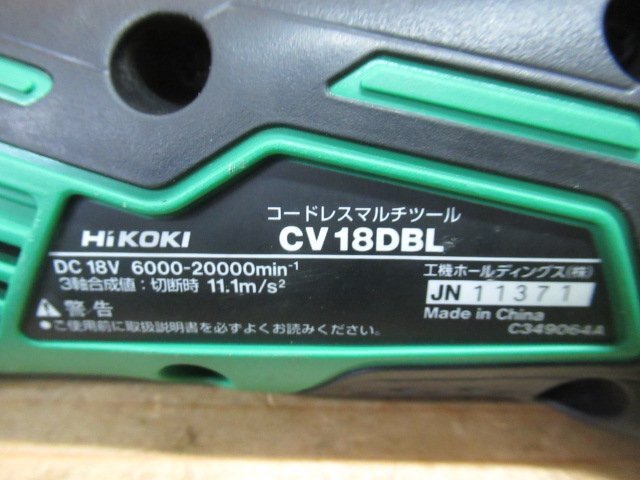 コードレスマルチツール
HiKOKI CV 18DBL
DC 18V 6000-20000min⁻¹
3軸合成値：切断時 11.1m/s²
工機ホールディングス(株)
JN 11371
Made in China
C349064A
⚠警告
●ご使用前に取扱説明書を必ずよくお読みください。